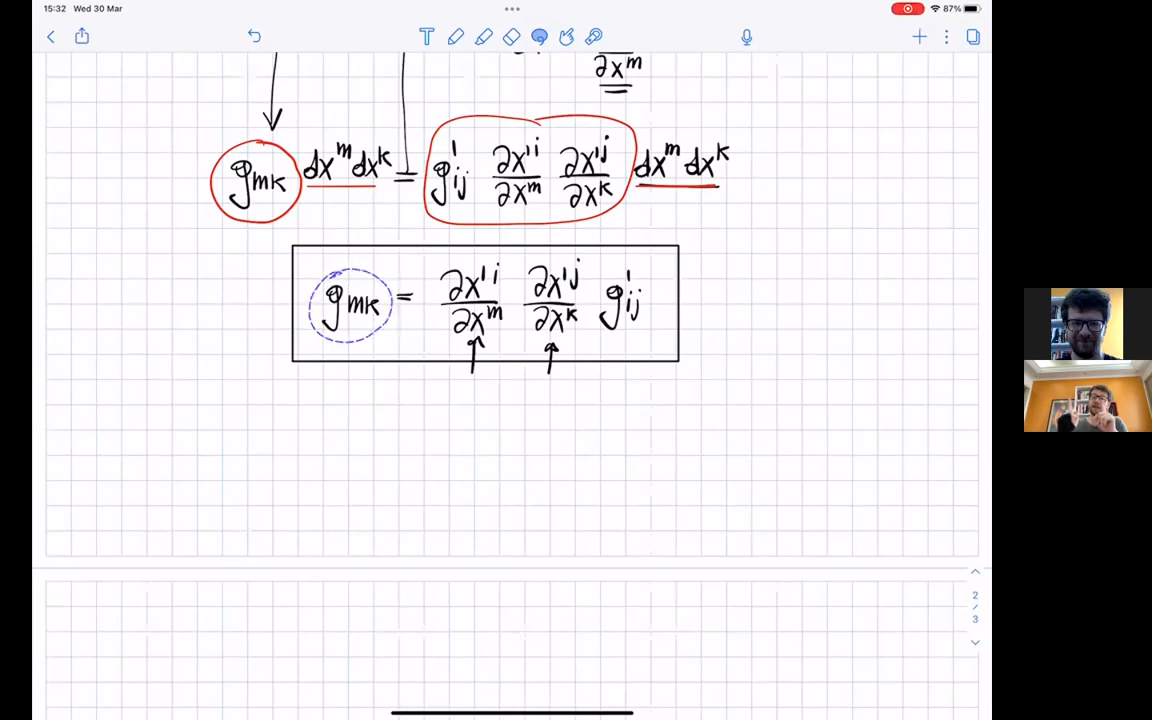 15:32 Wed 30 Mar
87%
∂x^m
g_mk dx^m dx^k = g'_ij ∂x'^i/∂x^m ∂x'^j/∂x^k dx^m dx^k
g_mk = ∂x'^i/∂x^m ∂x'^j/∂x^k g'_ij
2
/
3